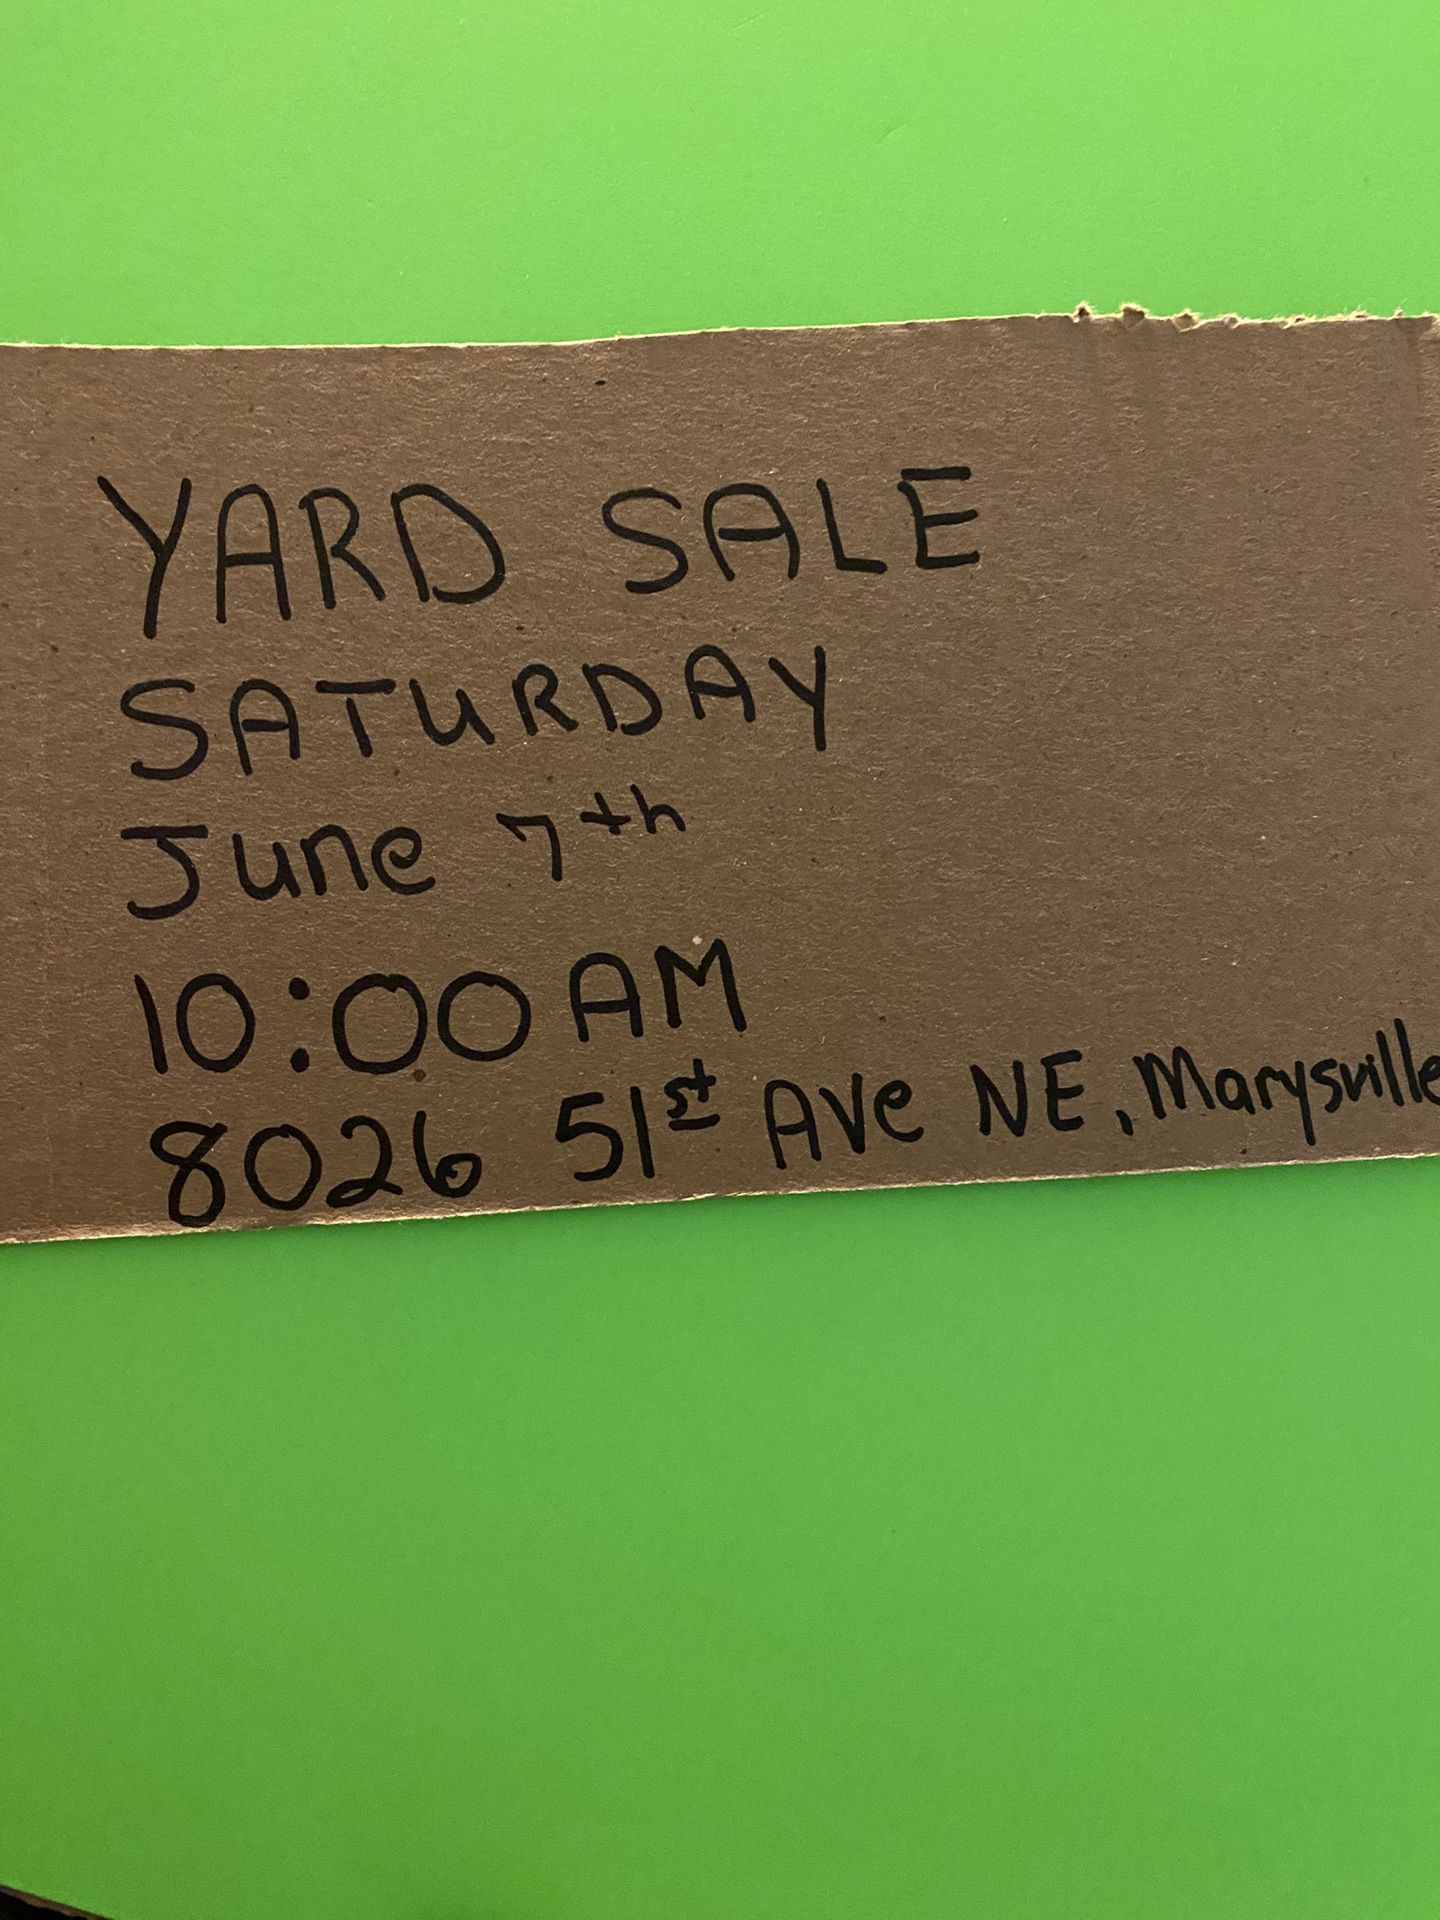 YARD SALE
SATURDAY
June 7th
10:00 AM
8026 51st Ave NE, Marysville